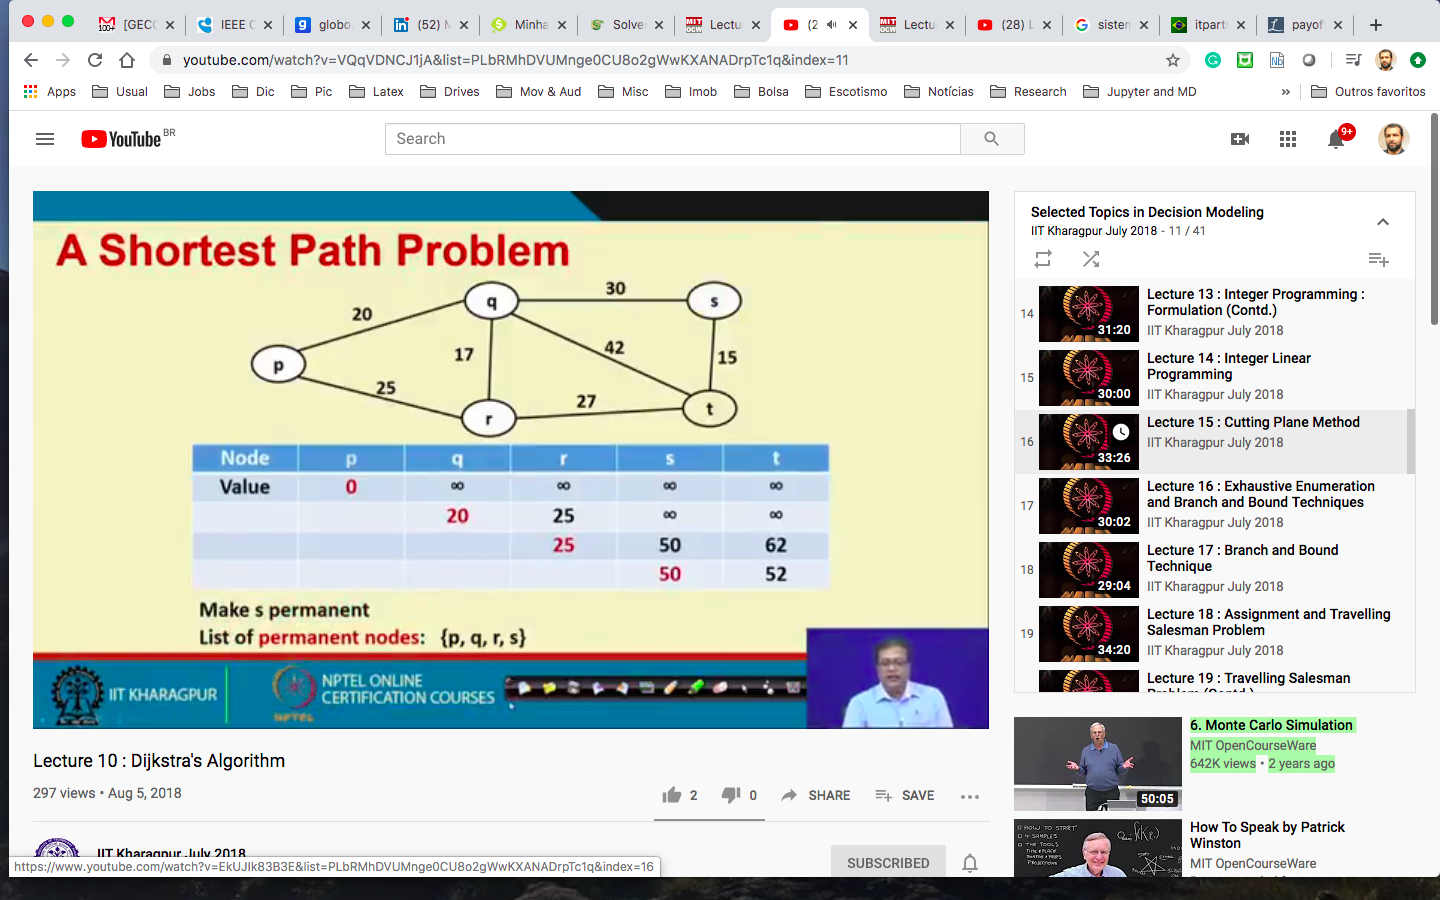 [GEC
IEEE C
globo.
(52) M
Minha
Solve
Lectu
(2
Lectu
(28) L
sistem
itpart
payof
youtube.com/watch?v=VQqVDNCJ1jA&list=PLbRMhDVUMnge0CU8o2gWwKXANADrpTc1q&index=11
Apps Usual Jobs Dic Pic Latex Drives Mov & Aud Misc Imob Bolsa Escotismo Notícias Research Jupyter and MD » Outros favoritos
YouTube BR
Search
9+
A Shortest Path Problem
q 30 s
20
17 42 15
p
25
27 t
r
Node p q r s t
Value 0 ∞ ∞ ∞ ∞
20 25 ∞ ∞
25 50 62
50 52
Make s permanent
List of permanent nodes: {p, q, r, s}
IIT KHARAGPUR
NPTEL
NPTEL ONLINE
CERTIFICATION COURSES
Lecture 10 : Dijkstra's Algorithm
297 views • Aug 5, 2018
2 0 SHARE SAVE
IIT Kharagpur July 2018
SUBSCRIBED
https://www.youtube.com/watch?v=EkUJIk83B3E&list=PLbRMhDVUMnge0CU8o2gWwKXANADrpTc1q&index=16
Selected Topics in Decision Modeling
IIT Kharagpur July 2018 - 11 / 41
14
31:20
Lecture 13 : Integer Programming :
Formulation (Contd.)
IIT Kharagpur July 2018
15
30:00
Lecture 14 : Integer Linear
Programming
IIT Kharagpur July 2018
16
33:26
Lecture 15 : Cutting Plane Method
IIT Kharagpur July 2018
17
30:02
Lecture 16 : Exhaustive Enumeration
and Branch and Bound Techniques
IIT Kharagpur July 2018
18
29:04
Lecture 17 : Branch and Bound
Technique
IIT Kharagpur July 2018
19
34:20
Lecture 18 : Assignment and Travelling
Salesman Problem
IIT Kharagpur July 2018
Lecture 19 : Travelling Salesman
Problem (Contd.)
50:05
6. Monte Carlo Simulation
MIT OpenCourseWare
642K views • 2 years ago
How To Speak by Patrick
Winston
MIT OpenCourseWare